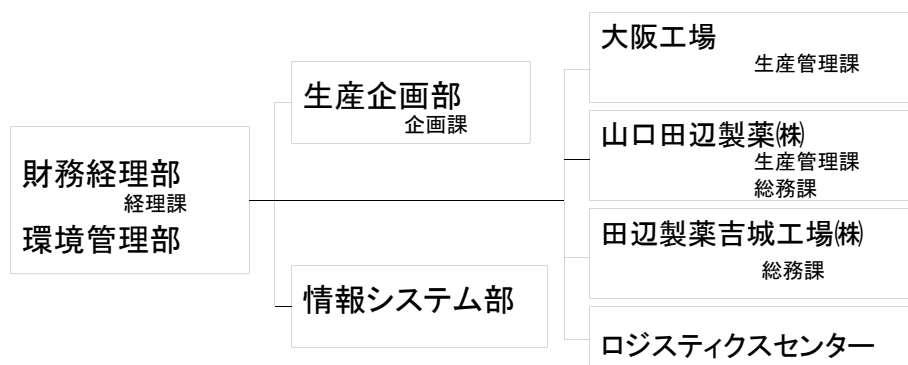 財務経理部
経理課
環境管理部
生産企画部
企画課
情報システム部
大阪工場
生産管理課
山口田辺製薬㈱
生産管理課
総務課
田辺製薬吉城工場㈱
総務課
ロジスティクスセンター